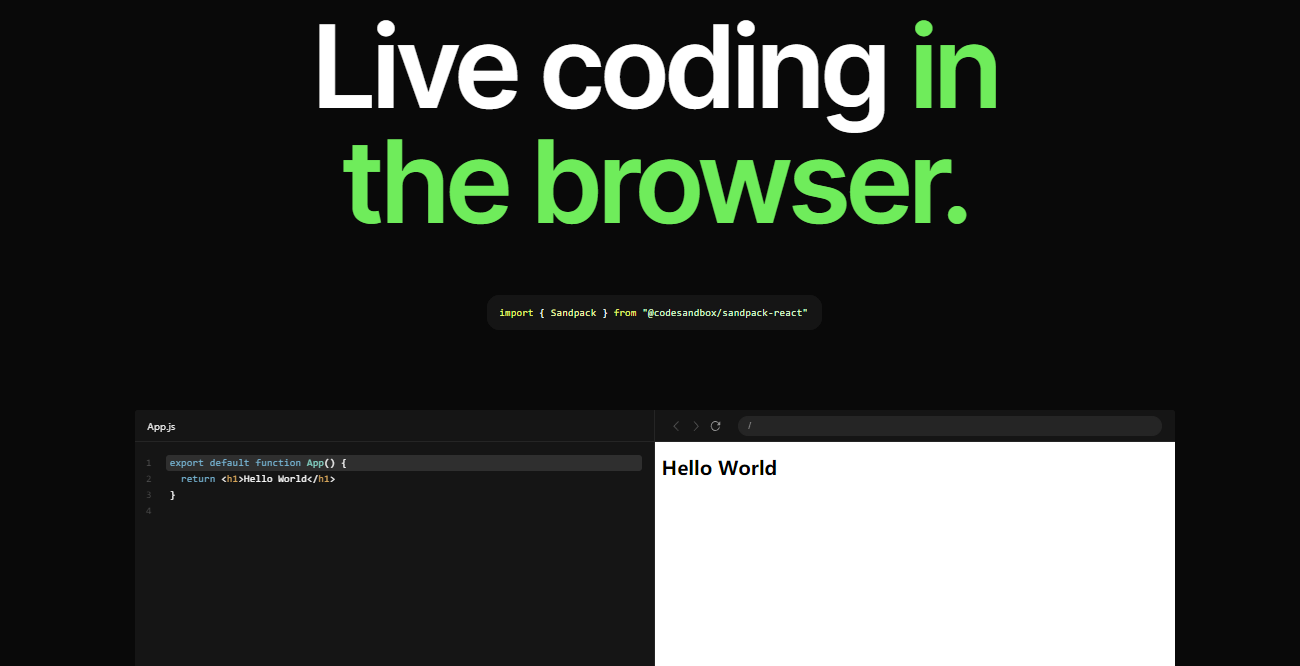 Live coding in
the browser.
import { Sandpack } from "@codesandbox/sandpack-react"
App.js
/
1 export default function App() {
2   return <h1>Hello World</h1>
3 }
4
Hello World